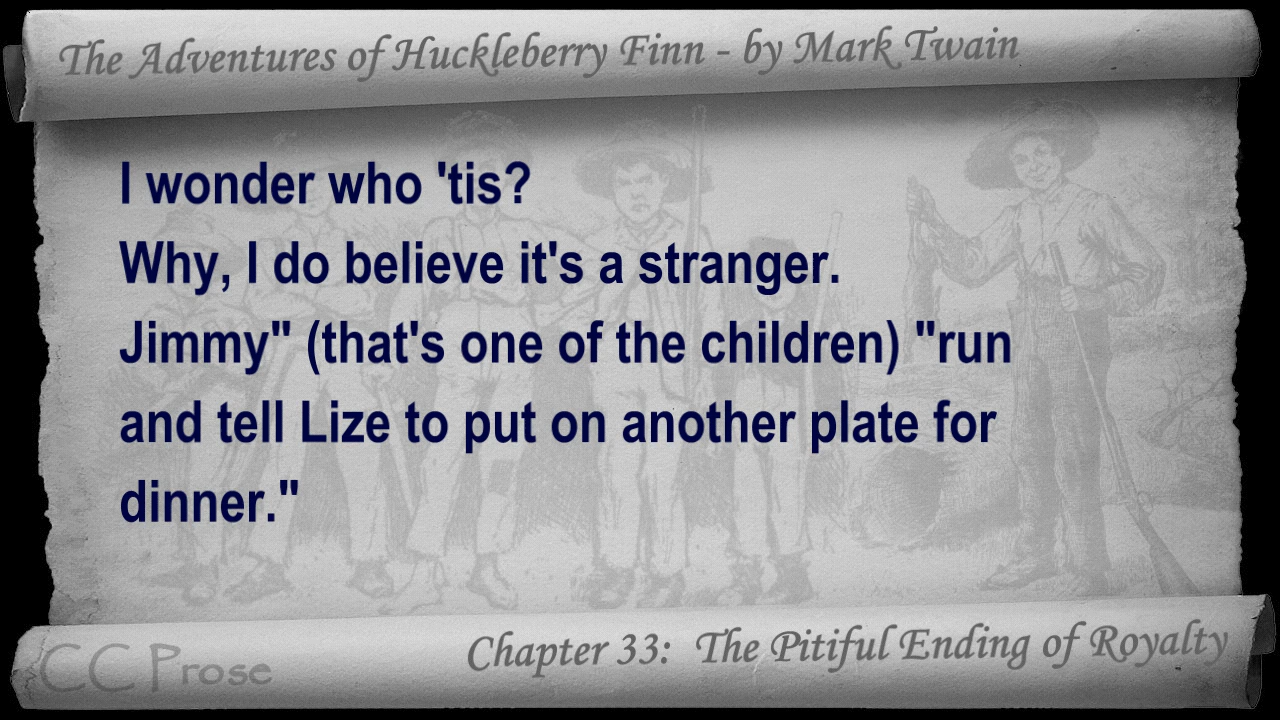 The Adventures of Huckleberry Finn - by Mark Twain
I wonder who 'tis?
Why, I do believe it's a stranger.
Jimmy" (that's one of the children) "run
and tell Lize to put on another plate for
dinner."
CC Prose
Chapter 33: The Pitiful Ending of Royalty